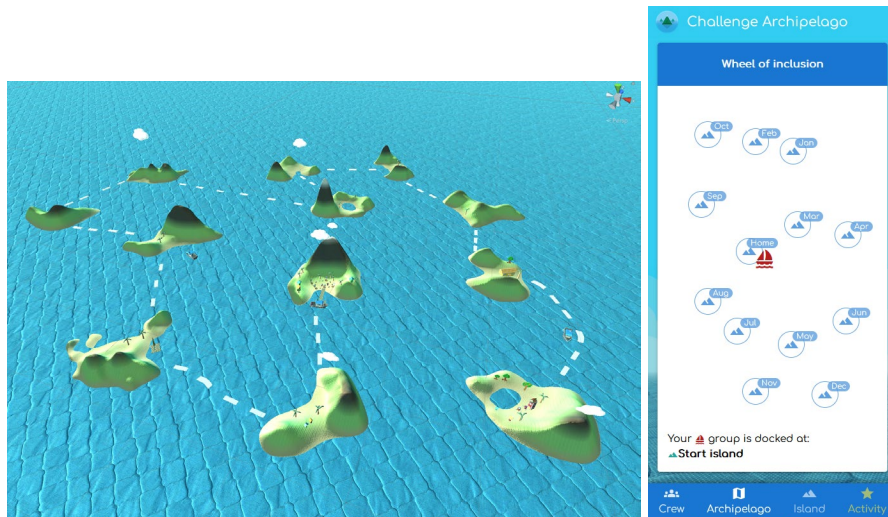 Challenge Archipelago
Wheel of inclusion
Oct
Feb
Jan
Sep
Mar
Apr
Home
Aug
Jul
Jun
May
Nov
Dec
Your group is docked at:
Start island
Crew
Archipelago
Island
Activity